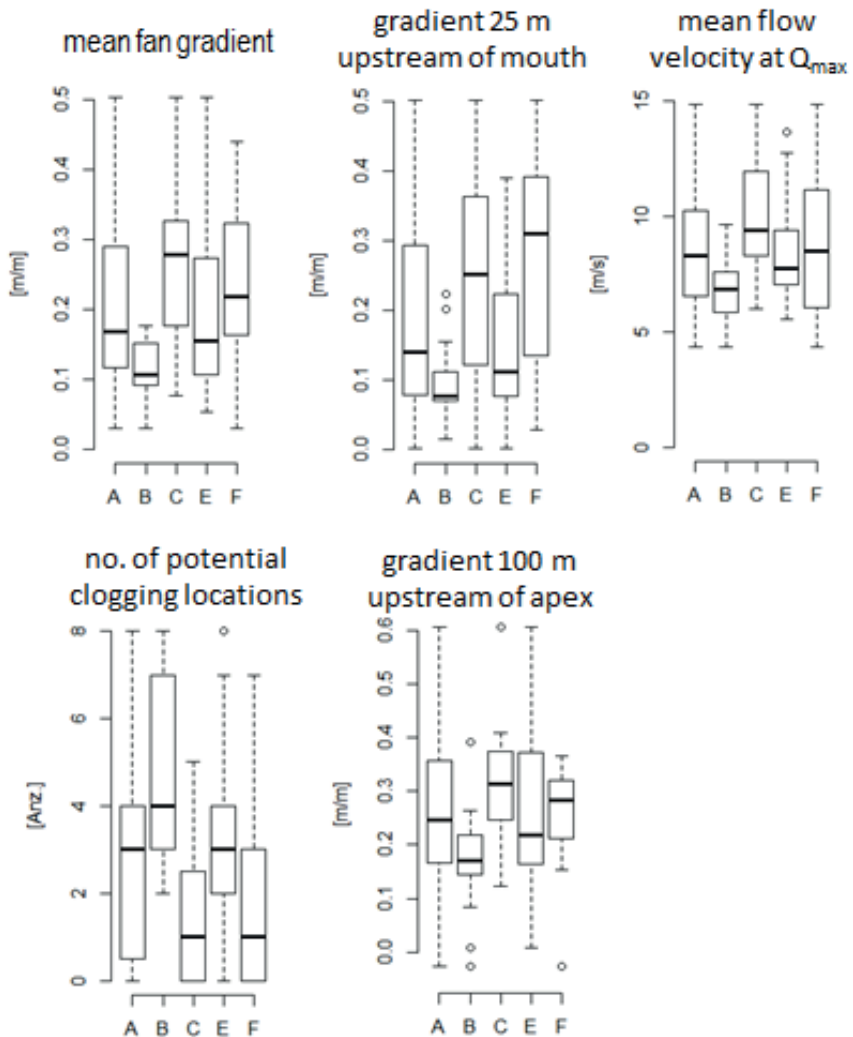 mean fan gradient
gradient 25 m
upstream of mouth
mean flow
velocity at Qmax
[m/m]
0.0
0.1
0.2
0.3
0.4
0.5
A B C E F
[m/m]
0.0
0.1
0.2
0.3
0.4
0.5
A B C E F
[m/s]
0
5
10
15
A B C E F
no. of potential
clogging locations
gradient 100 m
upstream of apex
[Anz.]
0
2
4
6
8
A B C E F
[m/m]
0.0
0.1
0.2
0.3
0.4
0.5
0.6
A B C E F